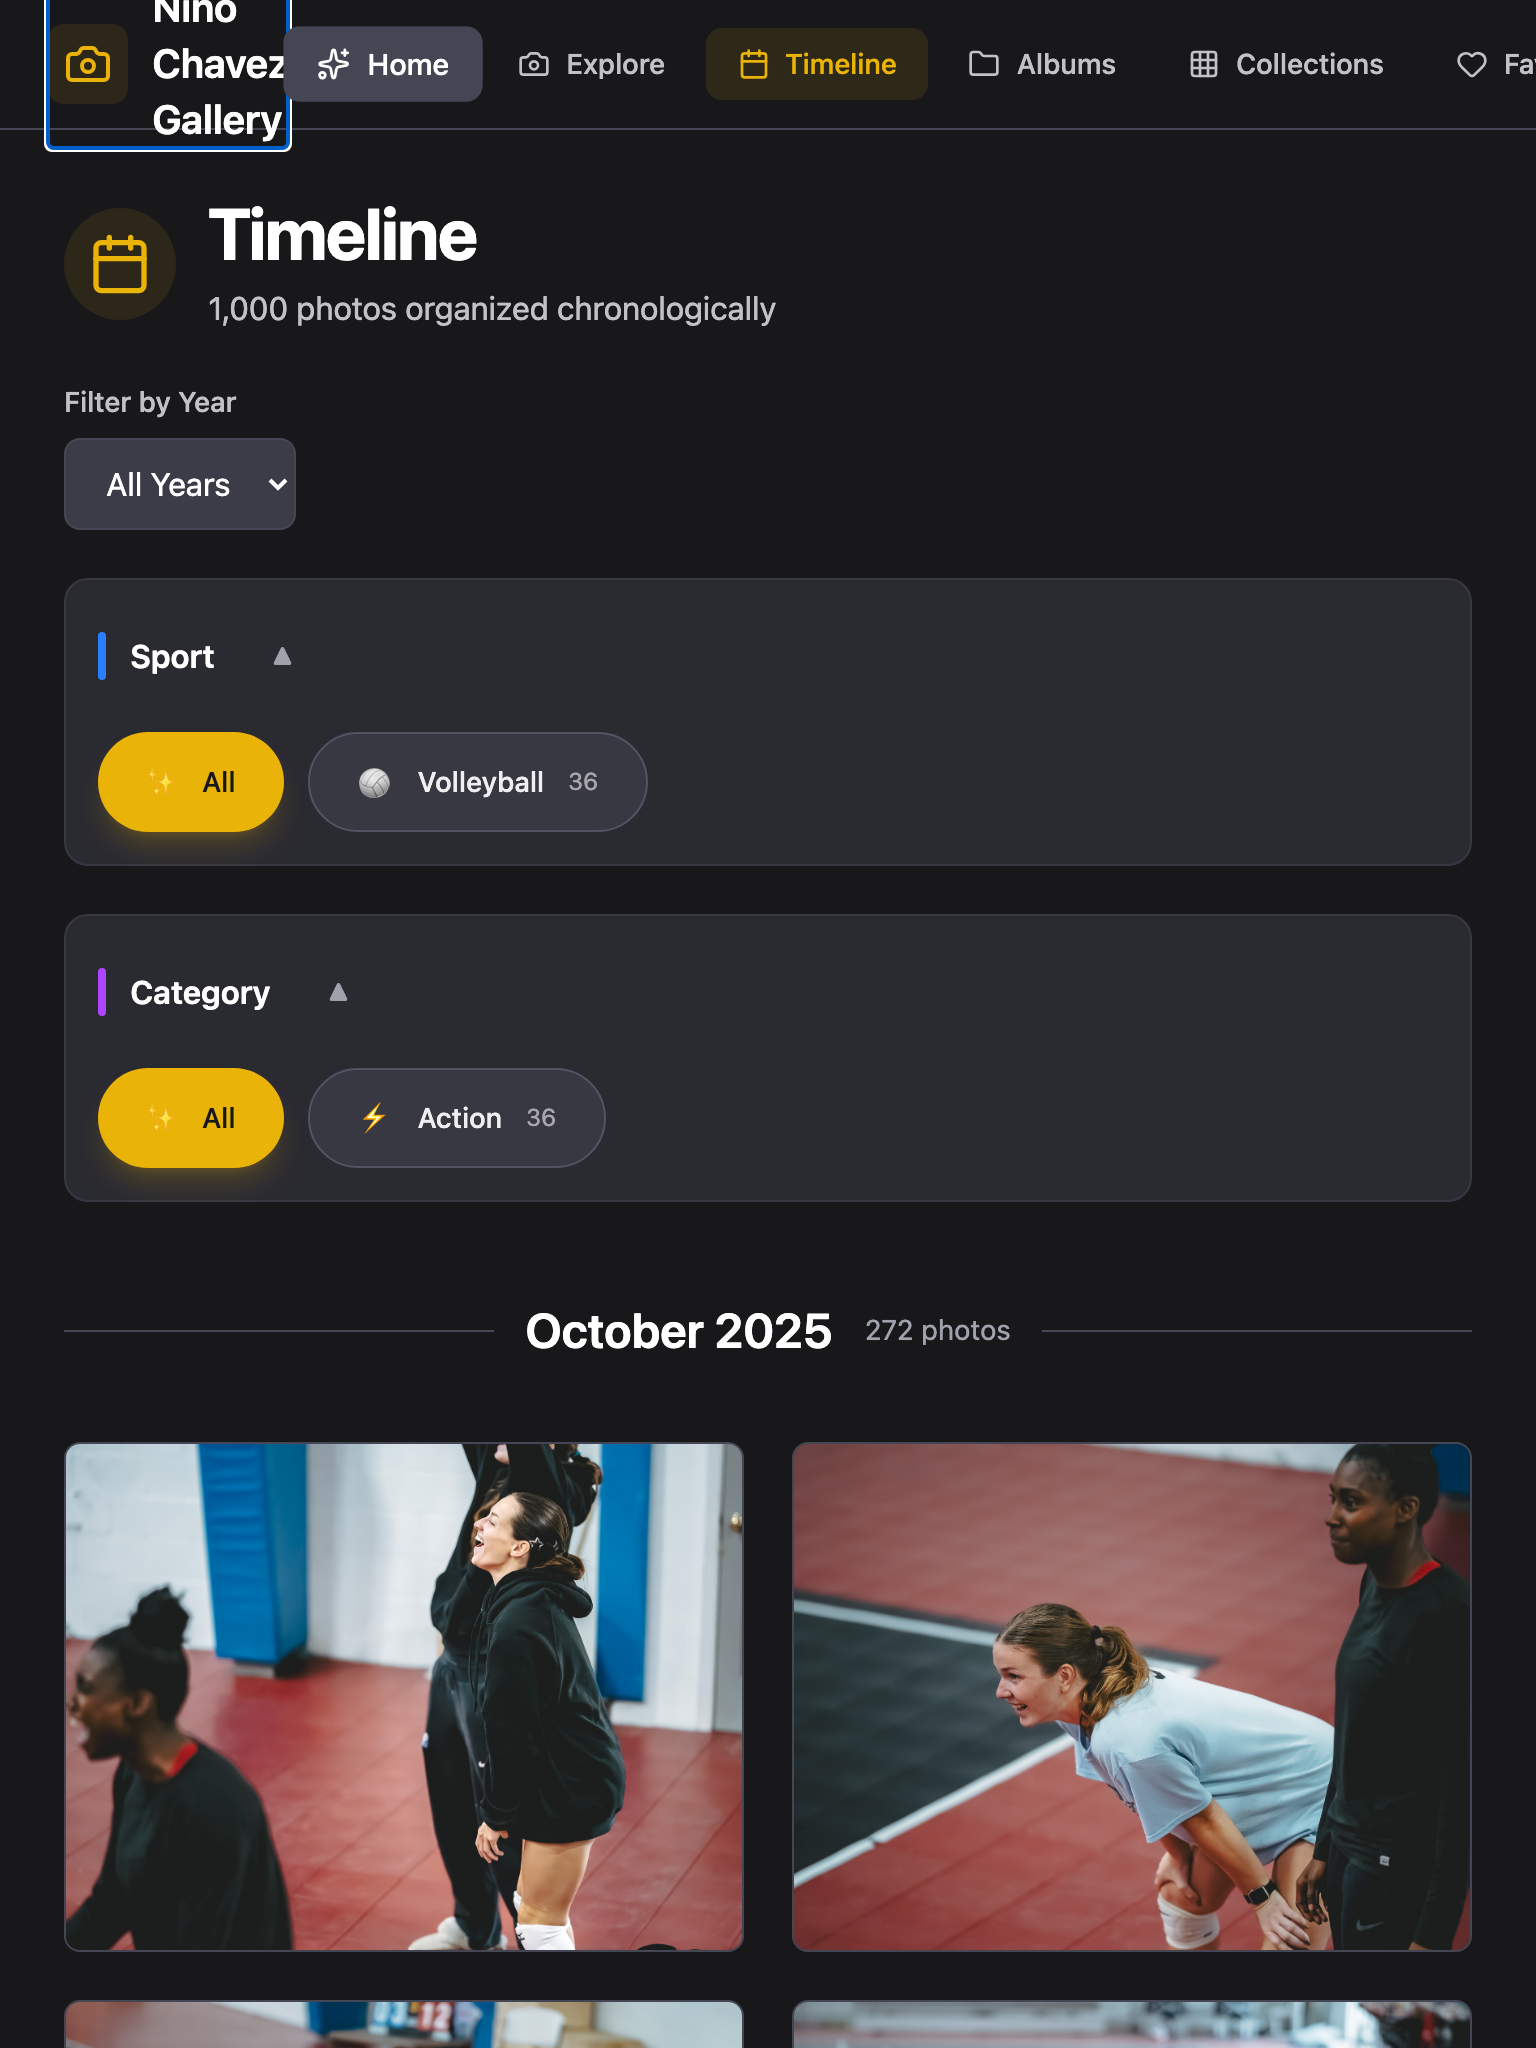 Nino
Chavez
Gallery
Home
Explore
Timeline
Albums
Collections
Timeline
1,000 photos organized chronologically
Filter by Year
All Years
Sport
All
Volleyball 36
Category
All
Action 36
October 2025 272 photos
12